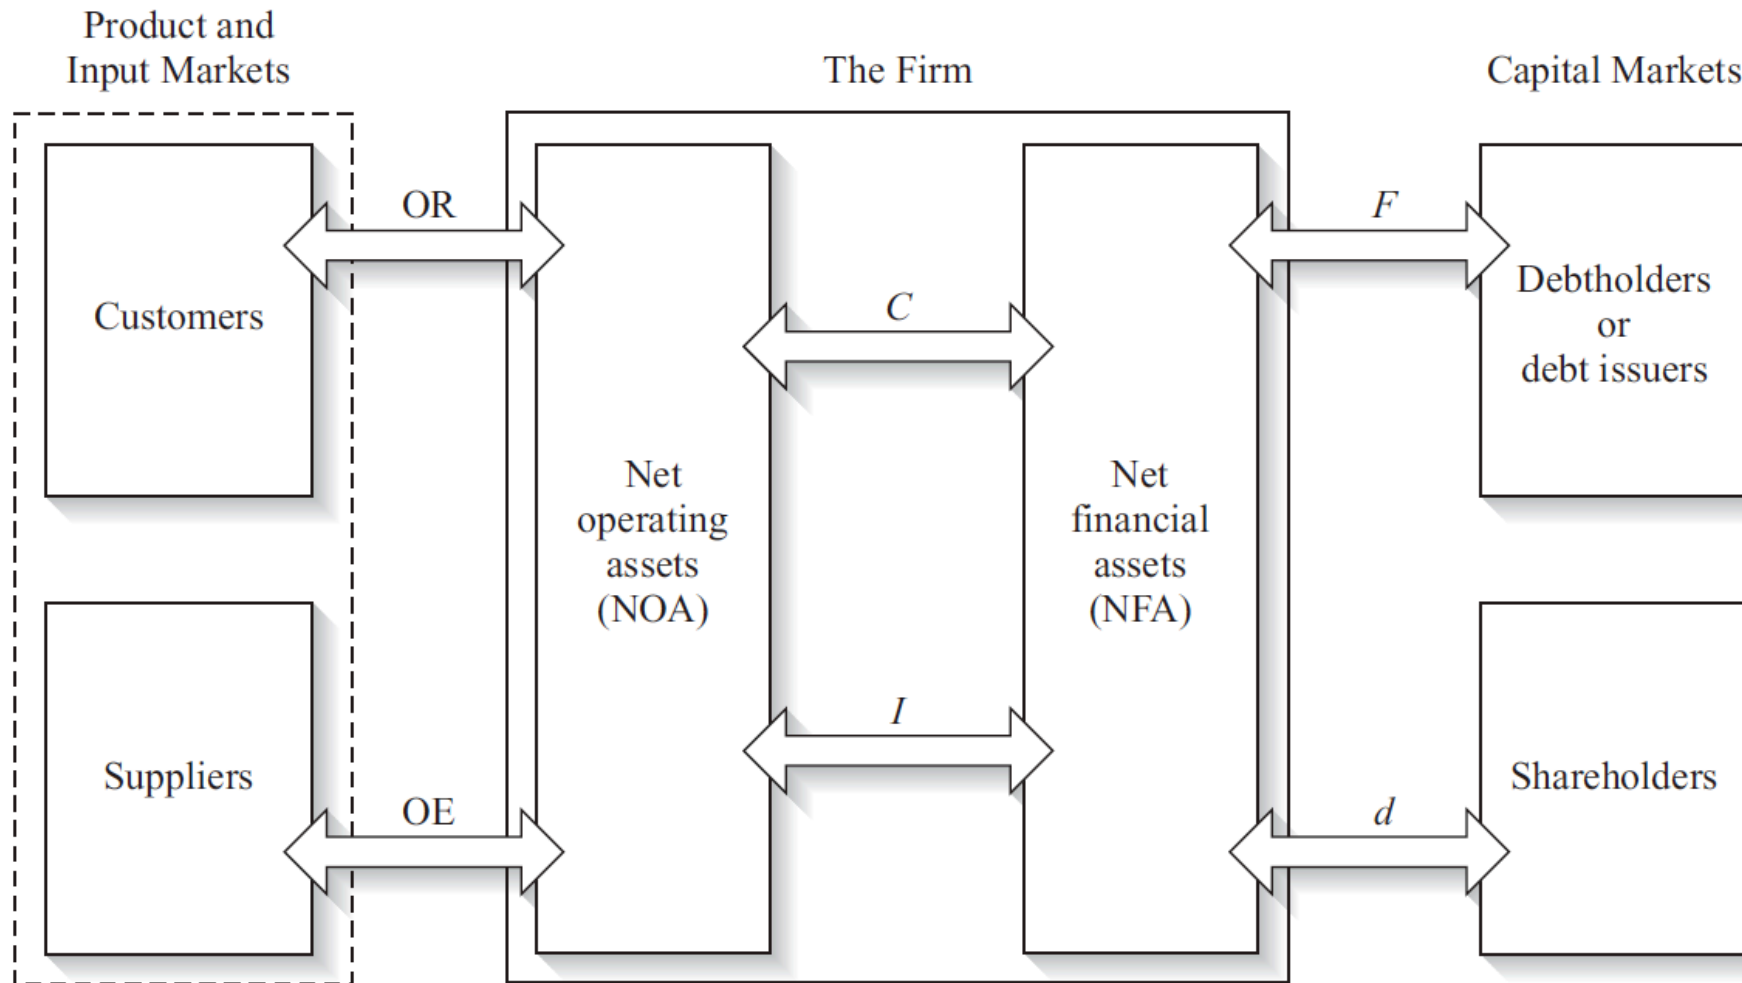 Product and
Input Markets
The Firm
Capital Markets
Customers
OR
C
F
Debtholders
or
debt issuers
Net
operating
assets
(NOA)
Net
financial
assets
(NFA)
Suppliers
OE
I
d
Shareholders